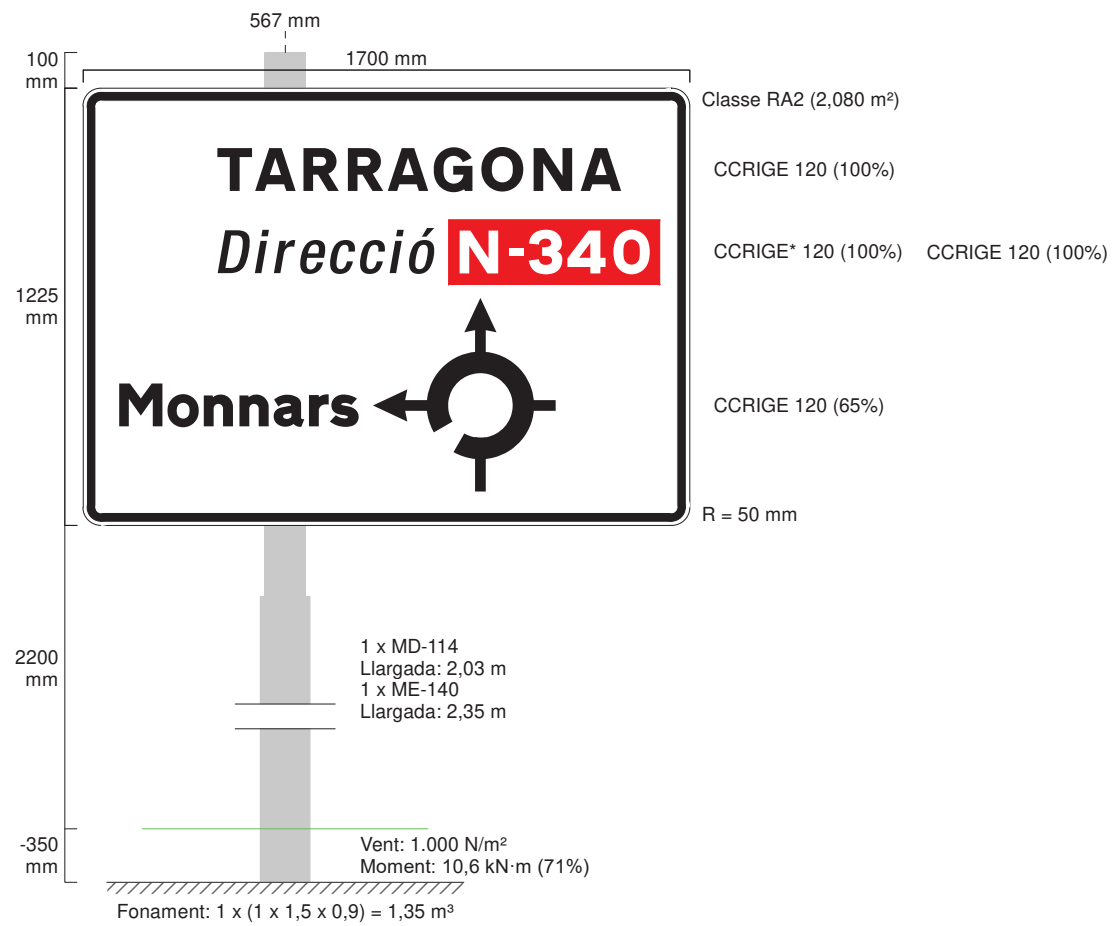 567 mm
100
mm
1700 mm
Classe RA2 (2,080 m²)
TARRAGONA
CCRIGE 120 (100%)
Direcció N-340
CCRIGE* 120 (100%) CCRIGE 120 (100%)
1225
mm
Monnars
CCRIGE 120 (65%)
R = 50 mm
2200
mm
1 x MD-114
Llargada: 2,03 m
1 x ME-140
Llargada: 2,35 m
-350
mm
Vent: 1.000 N/m²
Moment: 10,6 kN·m (71%)
Fonament: 1 x (1 x 1,5 x 0,9) = 1,35 m³